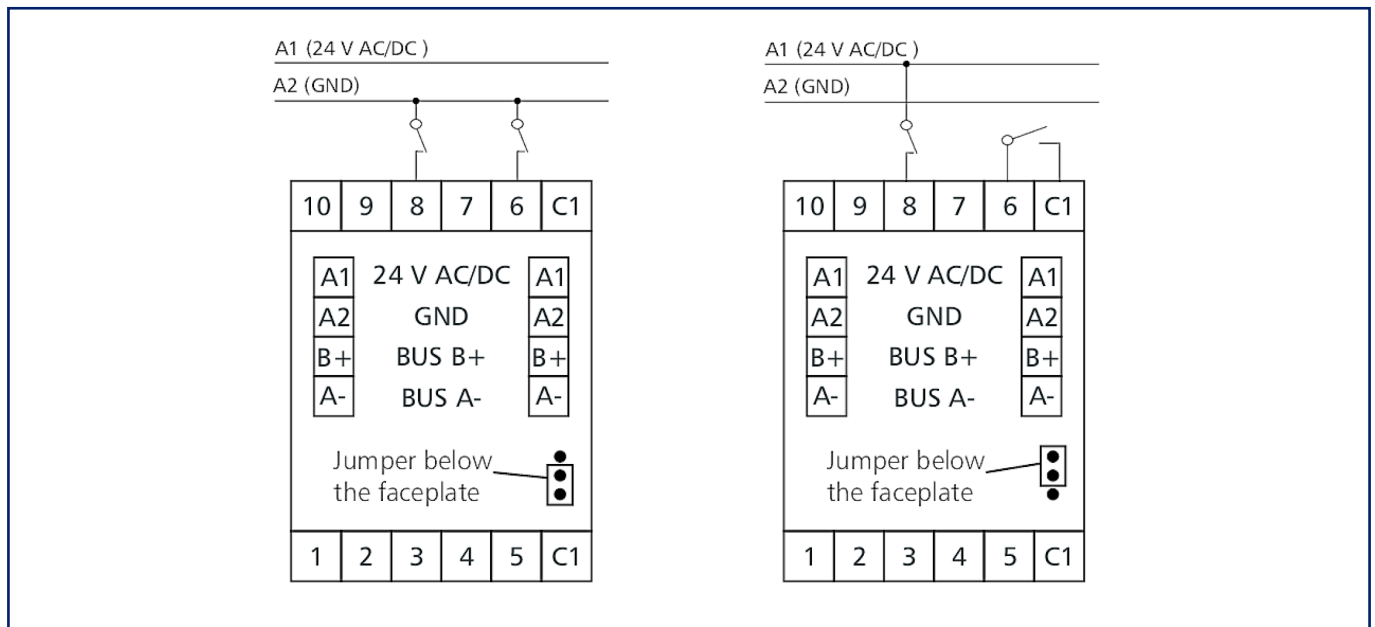 A1 (24 V AC/DC )
A2 (GND)
10 9 8 7 6 C1
A1 24 V AC/DC A1
A2 GND A2
B+ BUS B+ B+
A- BUS A- A-
Jumper below
the faceplate
1 2 3 4 5 C1
A1 (24 V AC/DC )
A2 (GND)
10 9 8 7 6 C1
A1 24 V AC/DC A1
A2 GND A2
B+ BUS B+ B+
A- BUS A- A-
Jumper below
the faceplate
1 2 3 4 5 C1